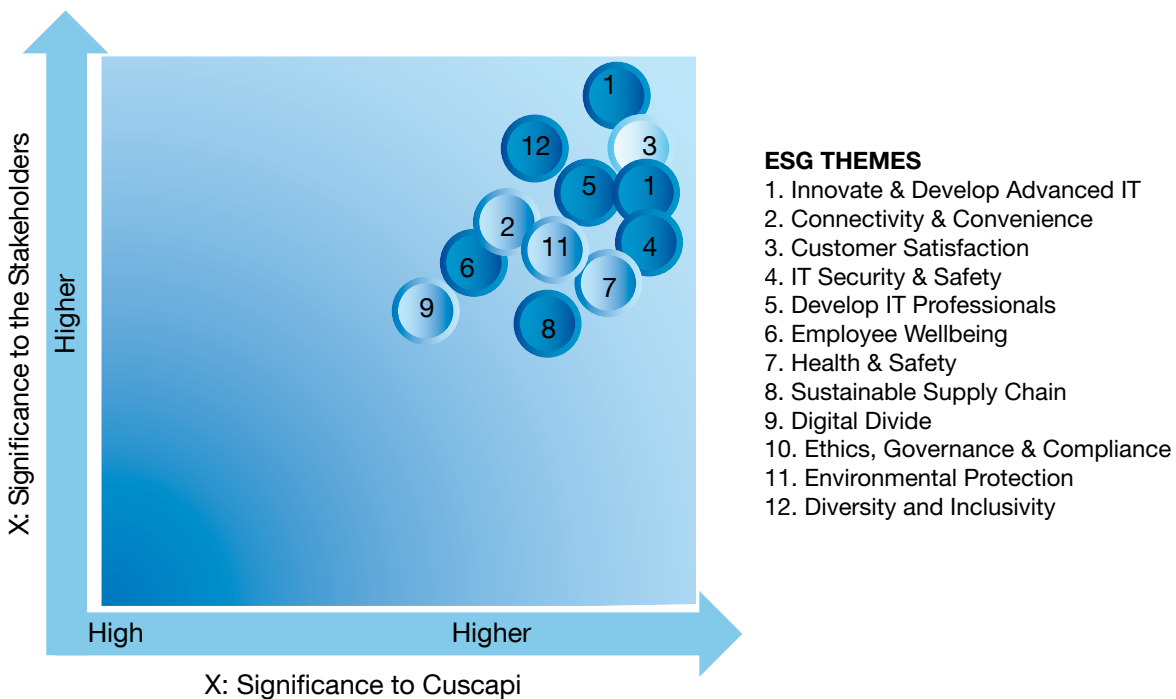 X: Significance to the Stakeholders
Higher
1
12
3
5
1
2
11
4
6
7
9
8
High
Higher
X: Significance to Cuscapi
ESG THEMES
1. Innovate & Develop Advanced IT
2. Connectivity & Convenience
3. Customer Satisfaction
4. IT Security & Safety
5. Develop IT Professionals
6. Employee Wellbeing
7. Health & Safety
8. Sustainable Supply Chain
9. Digital Divide
10. Ethics, Governance & Compliance
11. Environmental Protection
12. Diversity and Inclusivity